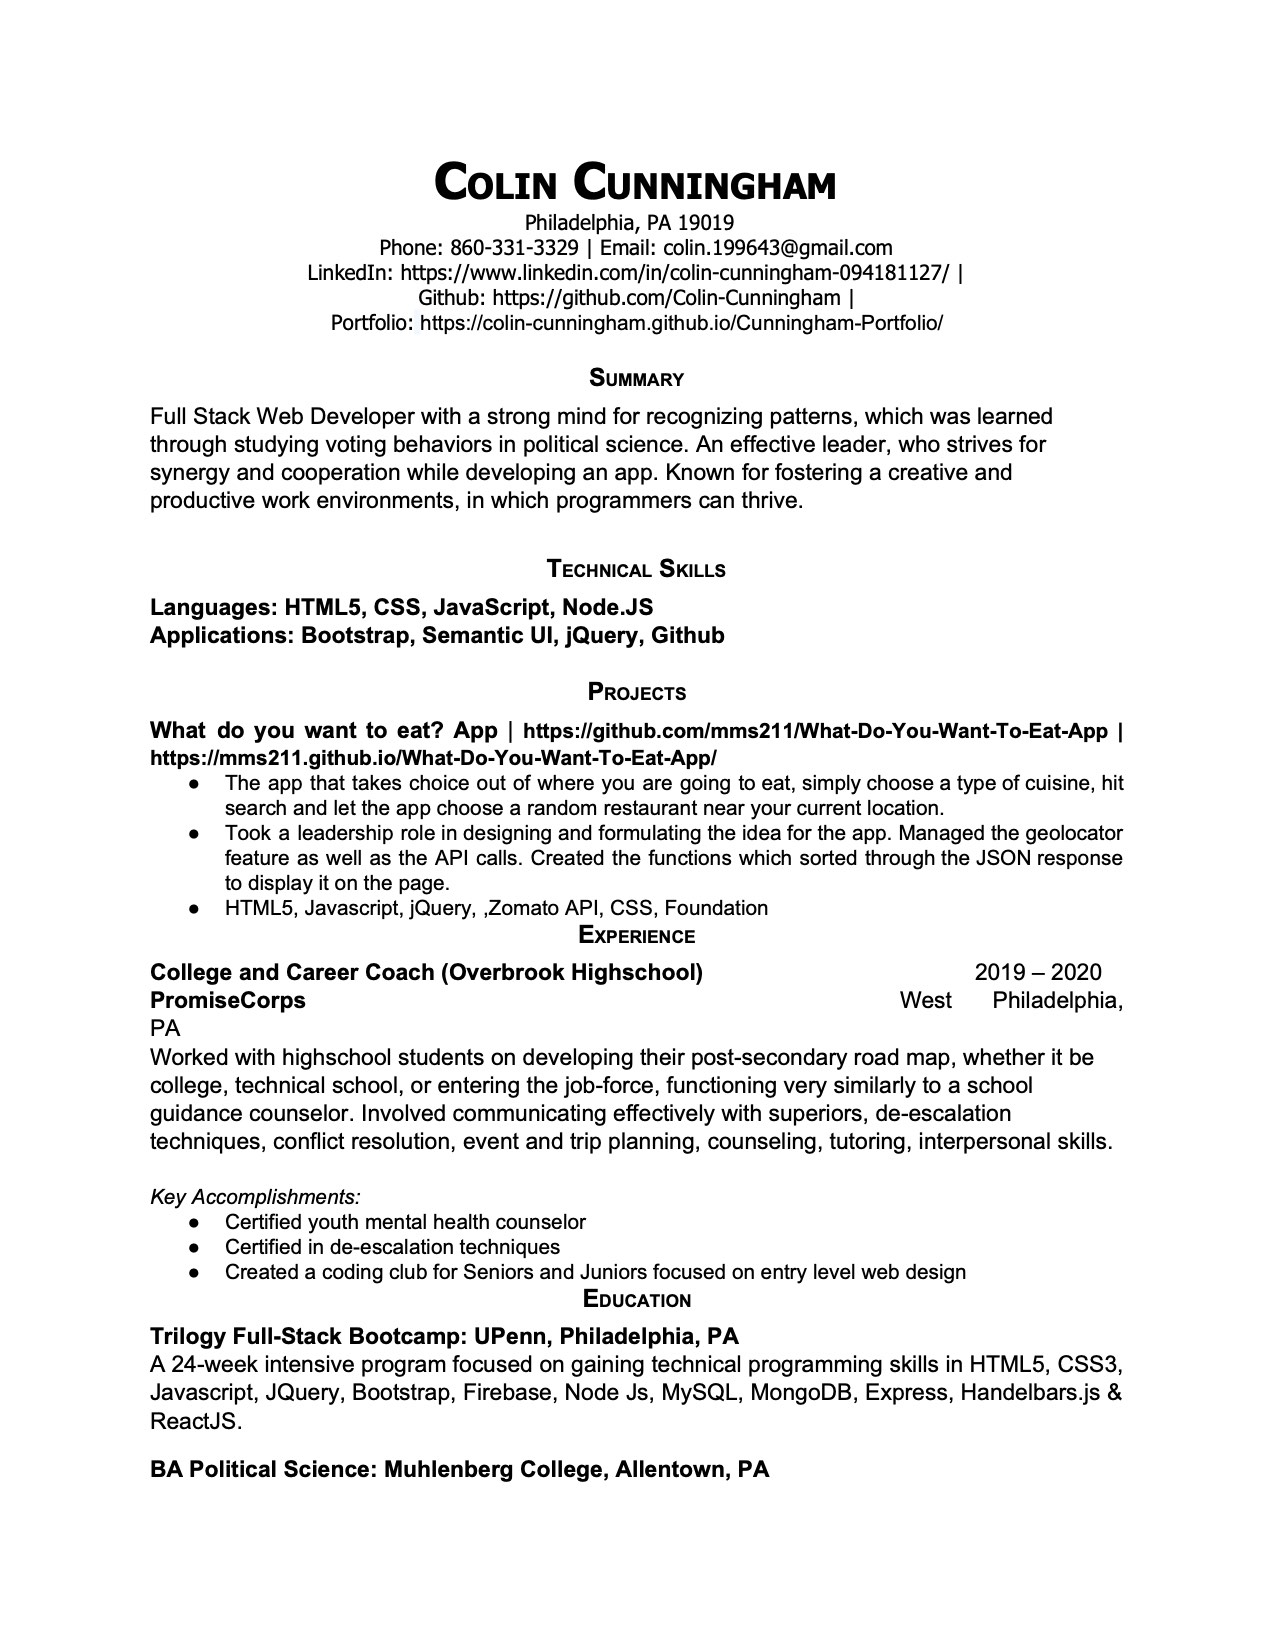 COLIN CUNNINGHAM
Philadelphia, PA 19019
Phone: 860-331-3329 | Email: colin.199643@gmail.com
LinkedIn: https://www.linkedin.com/in/colin-cunningham-094181127/ |
Github: https://github.com/Colin-Cunningham |
Portfolio: https://colin-cunningham.github.io/Cunningham-Portfolio/
SUMMARY
Full Stack Web Developer with a strong mind for recognizing patterns, which was learned
through studying voting behaviors in political science. An effective leader, who strives for
synergy and cooperation while developing an app. Known for fostering a creative and
productive work environments, in which programmers can thrive.
TECHNICAL SKILLS
Languages: HTML5, CSS, JavaScript, Node.JS
Applications: Bootstrap, Semantic UI, jQuery, Github
PROJECTS
What do you want to eat? App | https://github.com/mms211/What-Do-You-Want-To-Eat-App |
https://mms211.github.io/What-Do-You-Want-To-Eat-App/
● The app that takes choice out of where you are going to eat, simply choose a type of cuisine, hit
search and let the app choose a random restaurant near your current location.
● Took a leadership role in designing and formulating the idea for the app. Managed the geolocator
feature as well as the API calls. Created the functions which sorted through the JSON response
to display it on the page.
● HTML5, Javascript, jQuery, ,Zomato API, CSS, Foundation
EXPERIENCE
College and Career Coach (Overbrook Highschool) 2019 – 2020
PromiseCorps West Philadelphia,
PA
Worked with highschool students on developing their post-secondary road map, whether it be
college, technical school, or entering the job-force, functioning very similarly to a school
guidance counselor. Involved communicating effectively with superiors, de-escalation
techniques, conflict resolution, event and trip planning, counseling, tutoring, interpersonal skills.
Key Accomplishments:
● Certified youth mental health counselor
● Certified in de-escalation techniques
● Created a coding club for Seniors and Juniors focused on entry level web design
EDUCATION
Trilogy Full-Stack Bootcamp: UPenn, Philadelphia, PA
A 24-week intensive program focused on gaining technical programming skills in HTML5, CSS3,
Javascript, JQuery, Bootstrap, Firebase, Node Js, MySQL, MongoDB, Express, Handelbars.js &
ReactJS.
BA Political Science: Muhlenberg College, Allentown, PA